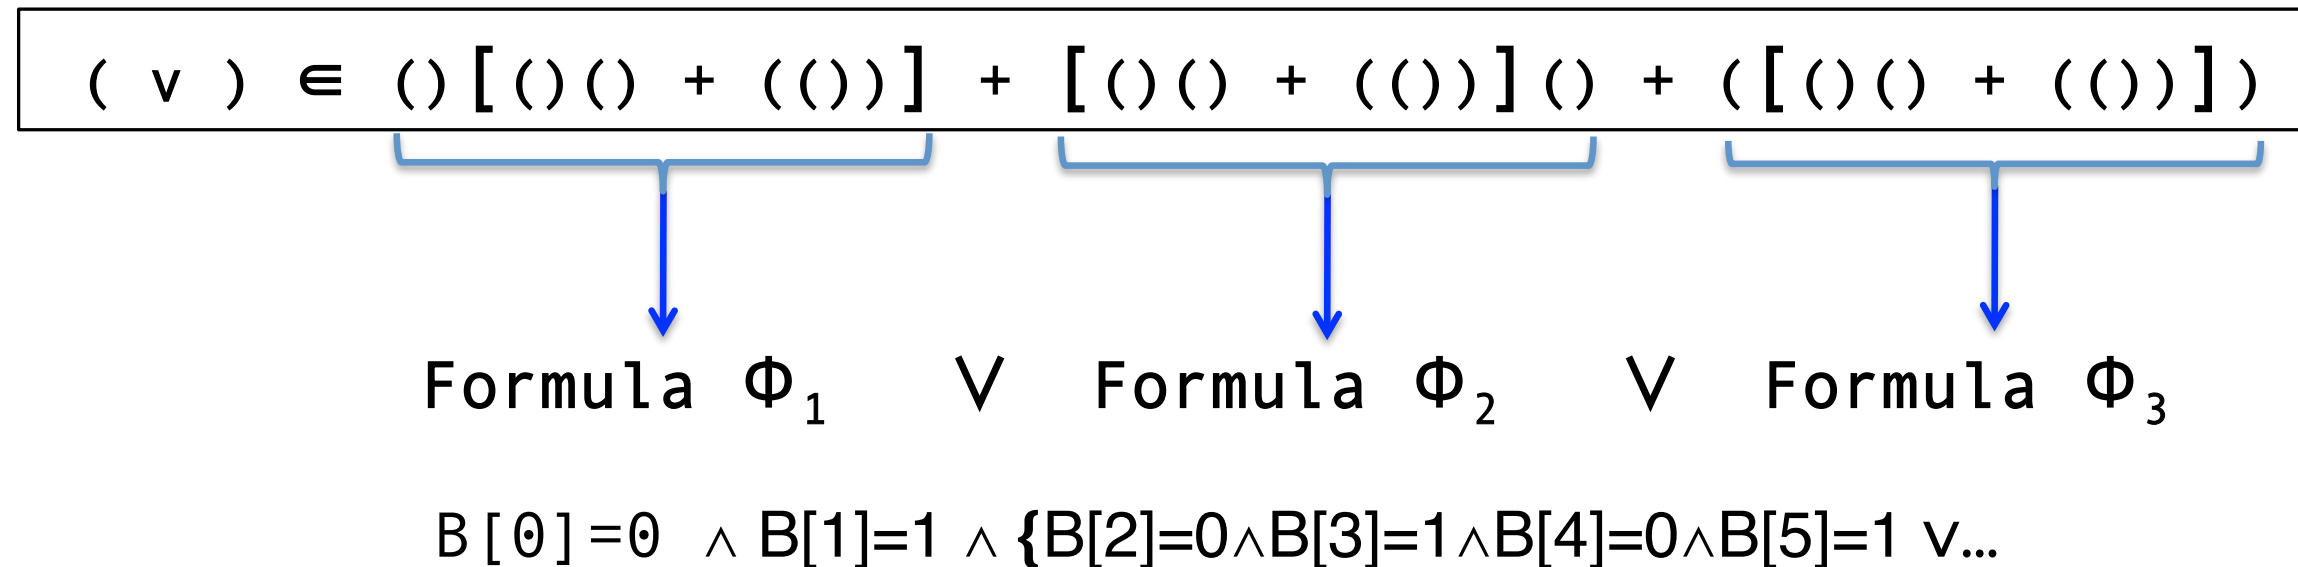 ( v ) ∈ ()[()() + (())] + [()() + (())]() + ([()() + (())])
Formula Φ₁ ∨ Formula Φ₂ ∨ Formula Φ₃
B[0]=0 ∧ B[1]=1 ∧ {B[2]=0∧B[3]=1∧B[4]=0∧B[5]=1 ∨...